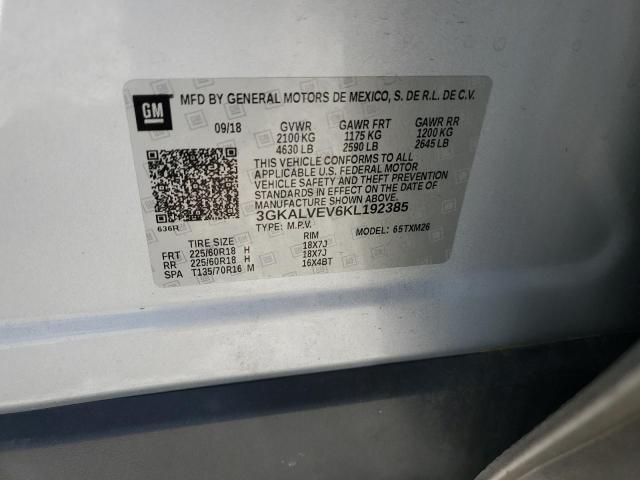 GM
MFD BY GENERAL MOTORS DE MEXICO, S. DE R.L. DE C.V.
09/18 GVWR GAWR FRT GAWR RR
2100 KG 1175 KG 1200 KG
4630 LB 2590 LB 2645 LB
THIS VEHICLE CONFORMS TO ALL
APPLICABLE U.S. FEDERAL MOTOR
VEHICLE SAFETY AND THEFT PREVENTION
STANDARDS IN EFFECT ON THE DATE OF
MANUFACTURE SHOWN ABOVE.
3GKALVEV6KL192385
636R
TYPE: M.P.V. MODEL: 65TXM26
TIRE SIZE RIM
FRT 225/60R18 H 18X7J
RR 225/60R18 H 18X7J
SPA T135/70R16 M 16X4BT